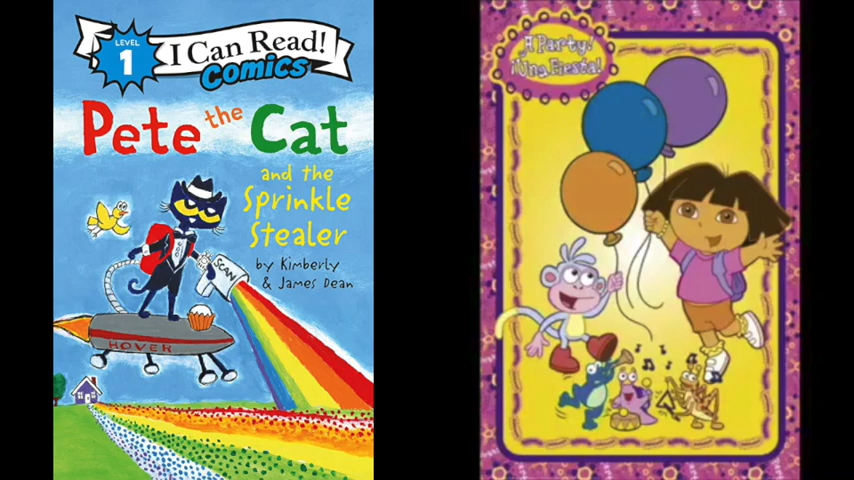 LEVEL
1
I Can Read!
Comics
Pete the Cat
and the
Sprinkle
Stealer
by Kimberly
& James Dean
SCAN
HOVER
A Party!
¡Una Fiesta!